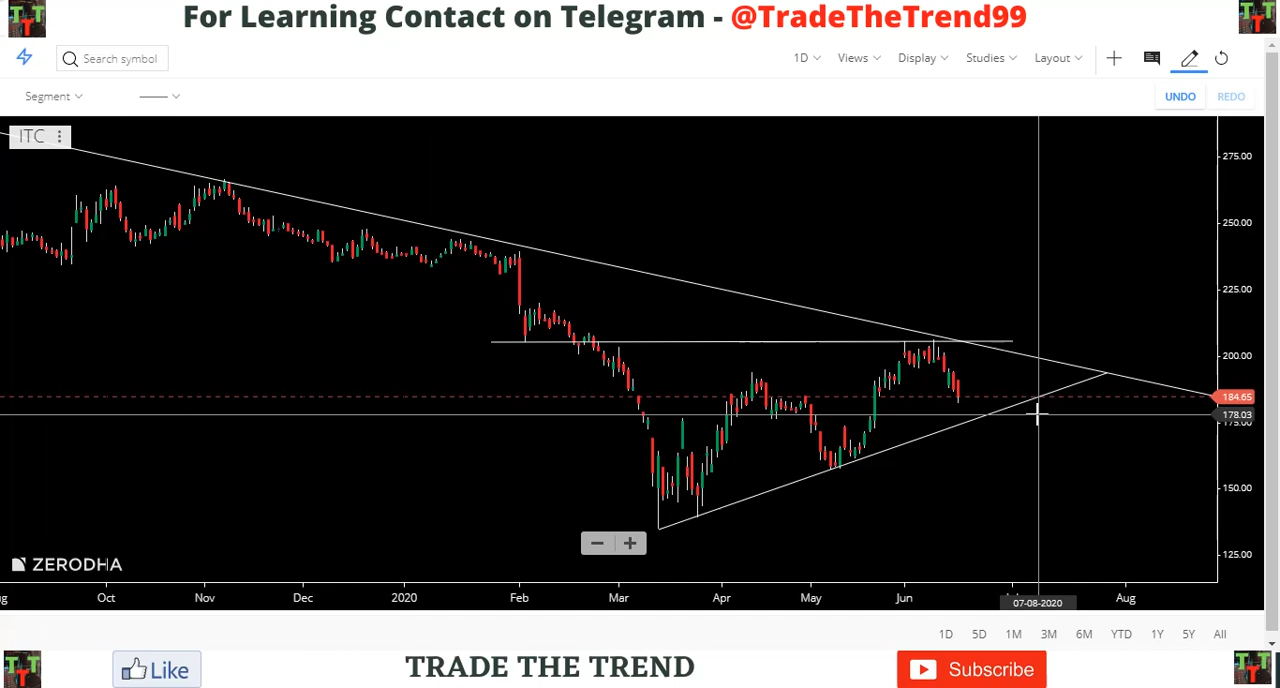 For Learning Contact on Telegram - @TradeTheTrend99
Search symbol
1D Views Display Studies Layout
Segment
UNDO REDO
ITC
275.00
250.00
225.00
200.00
184.65
178.03
175.00
150.00
125.00
ZERODHA
Oct Nov Dec 2020 Feb Mar Apr May Jun Aug
07-08-2020
1D 5D 1M 3M 6M YTD 1Y 5Y All
Like TRADE THE TREND Subscribe